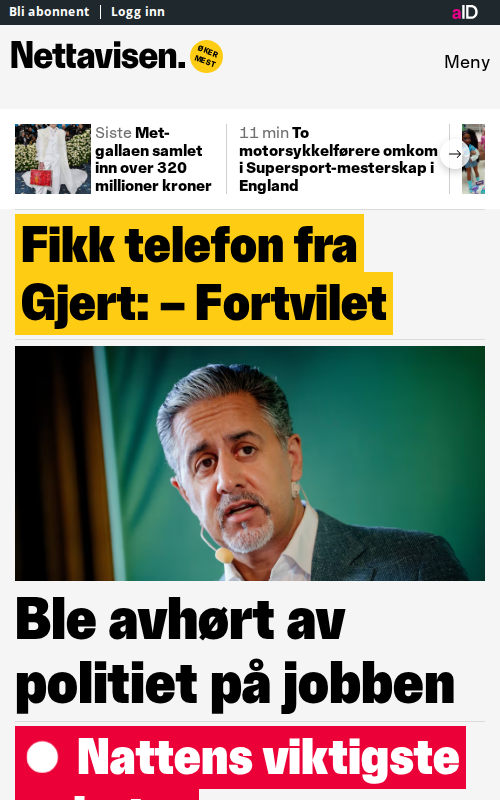 Bli abonnent
Logg inn
aID
Nettavisen.
ØKER
MEST
Meny
Siste Met-
gallaen samlet
inn over 320
millioner kroner
11 min To
motorsykkelførere omkom
i Supersport-mesterskap i
England
Fikk telefon fra
Gjert: – Fortvilet
Ble avhørt av
politiet på jobben
Nattens viktigste